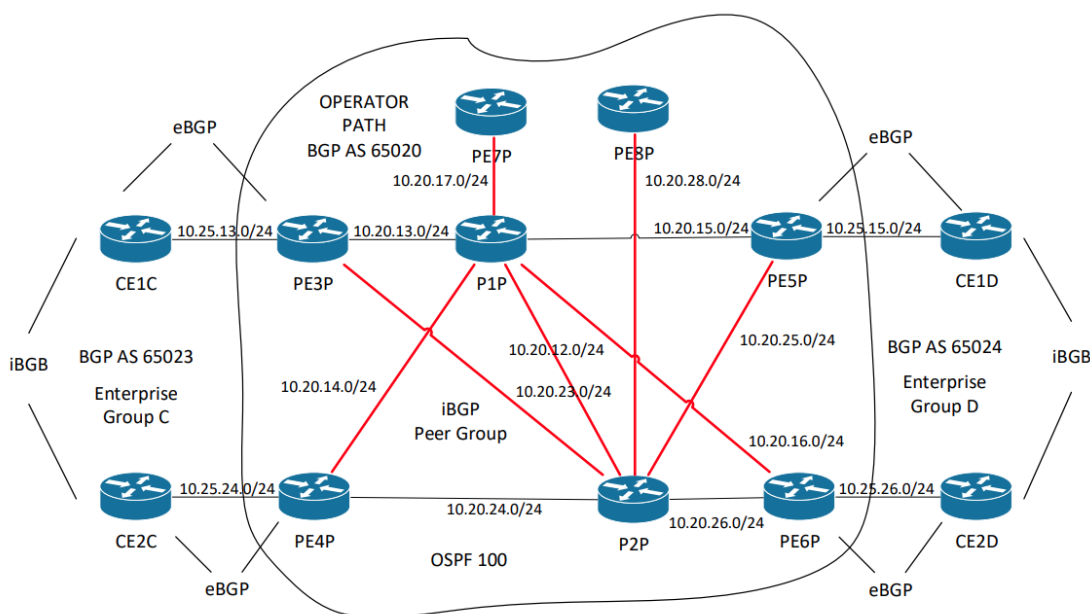 OPERATOR
PATH
BGP AS 65020
eBGP
PE7P
PE8P
eBGP
10.20.17.0/24
10.20.28.0/24
10.25.13.0/24
10.20.13.0/24
10.20.15.0/24
10.25.15.0/24
CE1C
PE3P
P1P
PE5P
CE1D
iBGB
BGP AS 65023
Enterprise
Group C
10.20.14.0/24
10.20.12.0/24
10.20.23.0/24
10.20.25.0/24
BGP AS 65024
Enterprise
Group D
iBGB
iBGP
Peer Group
10.20.16.0/24
10.25.24.0/24
10.20.24.0/24
10.20.26.0/24
10.25.26.0/24
CE2C
PE4P
P2P
PE6P
CE2D
OSPF 100
eBGP
eBGP